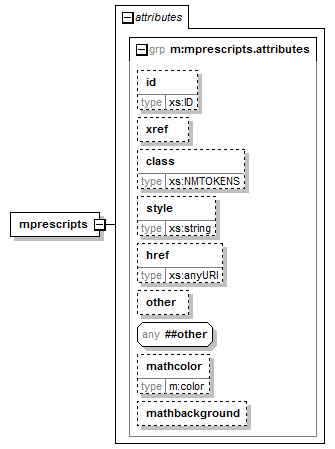 attributes
grp m:mprescripts.attributes
id
type xs:ID
xref
class
type xs:NMTOKENS
style
type xs:string
mprescripts
href
type xs:anyURI
other
any ##other
mathcolor
type m:color
mathbackground